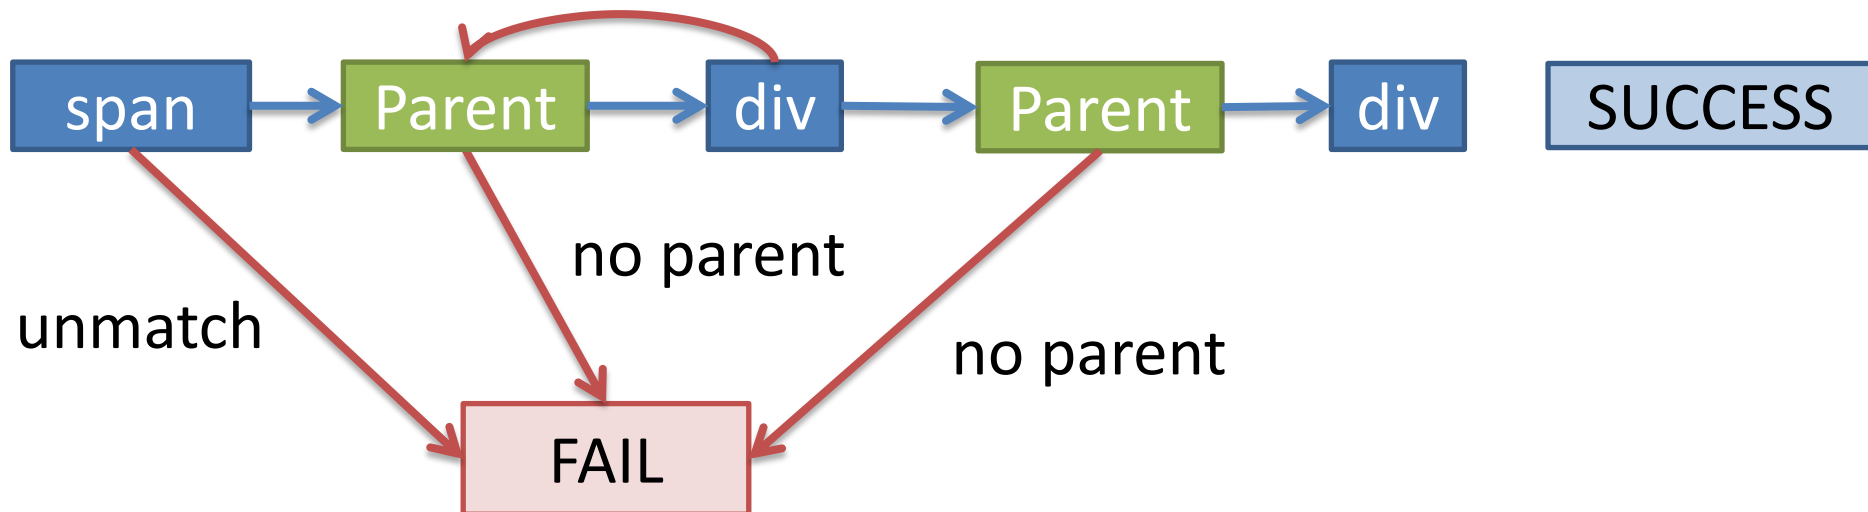 span
Parent
div
Parent
div
SUCCESS
no parent
unmatch
no parent
FAIL